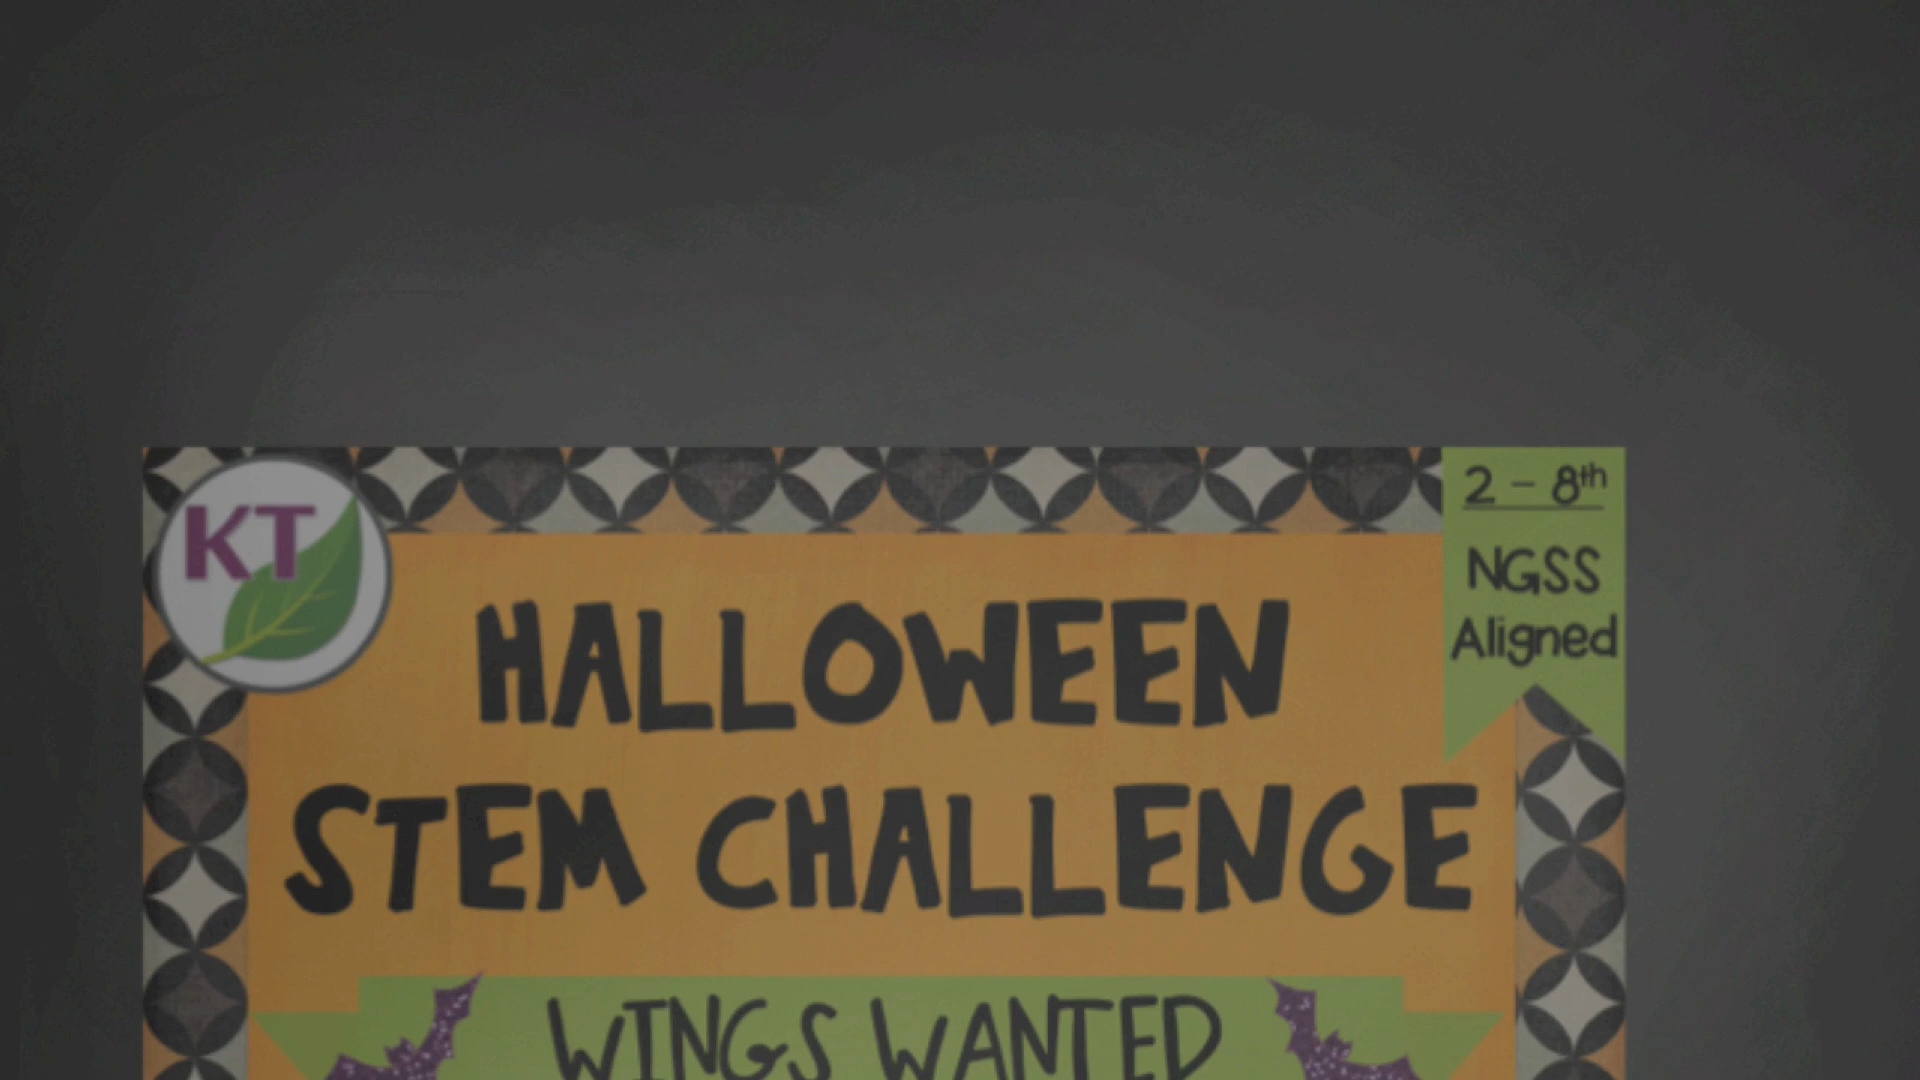 KT
2 - 8th
NGSS
Aligned
HALLOWEEN
STEM CHALLENGE
WINGS WANTED